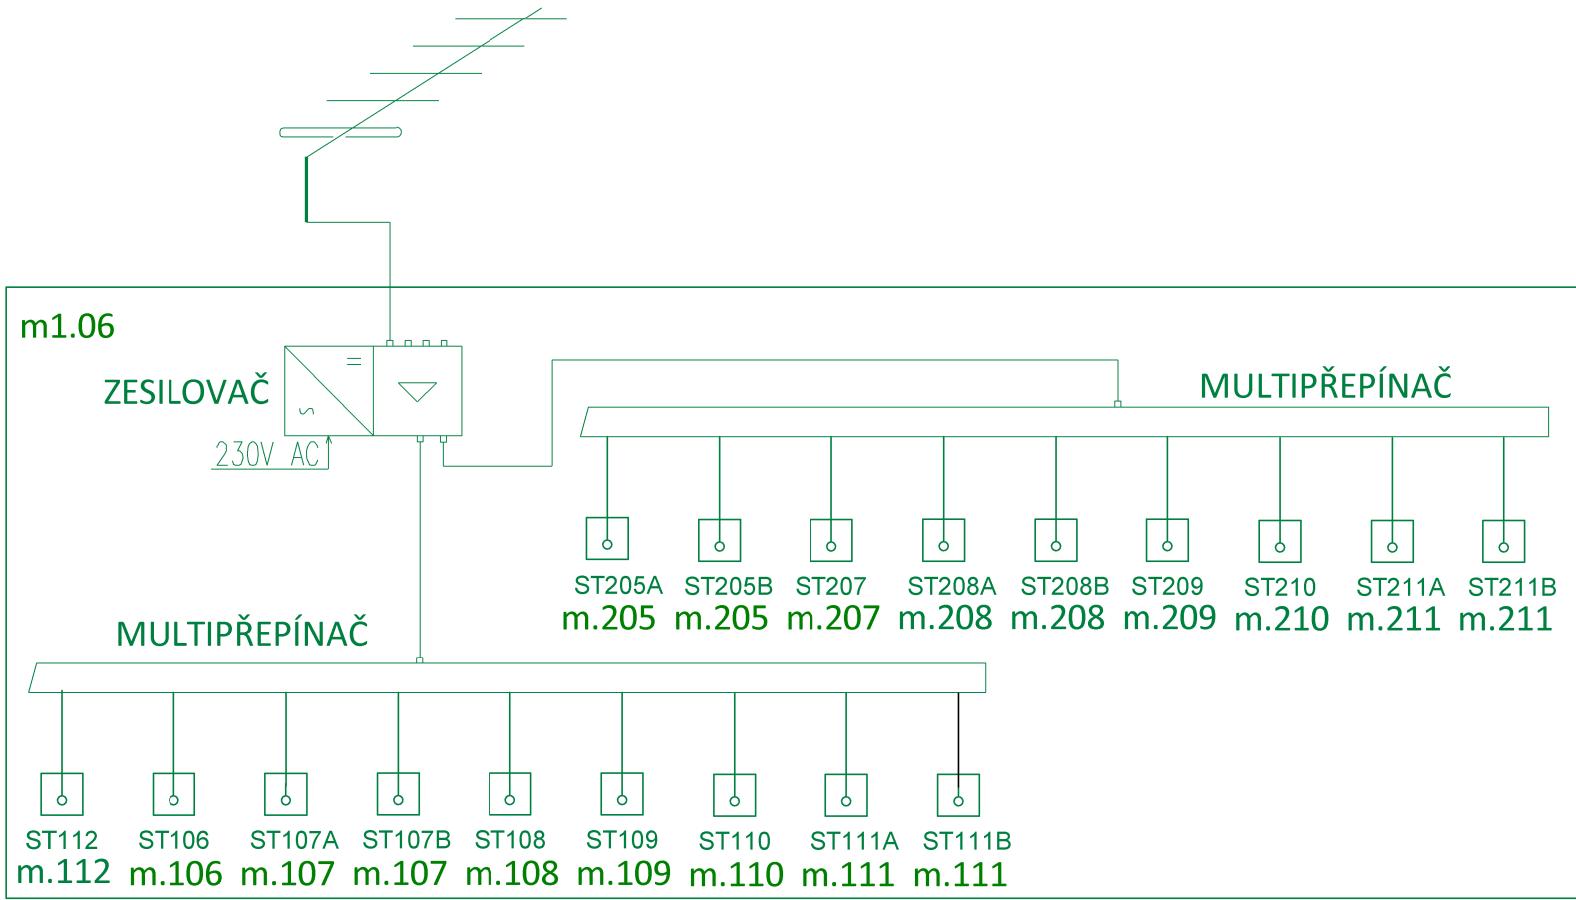 m1.06
ZESILOVAČ
MULTIPŘEPÍNAČ
230V AC
ST205A ST205B ST207 ST208A ST208B ST209 ST210 ST211A ST211B
m.205 m.205 m.207 m.208 m.208 m.209 m.210 m.211 m.211
MULTIPŘEPÍNAČ
ST112 ST106 ST107A ST107B ST108 ST109 ST110 ST111A ST111B
m.112 m.106 m.107 m.107 m.108 m.109 m.110 m.111 m.111